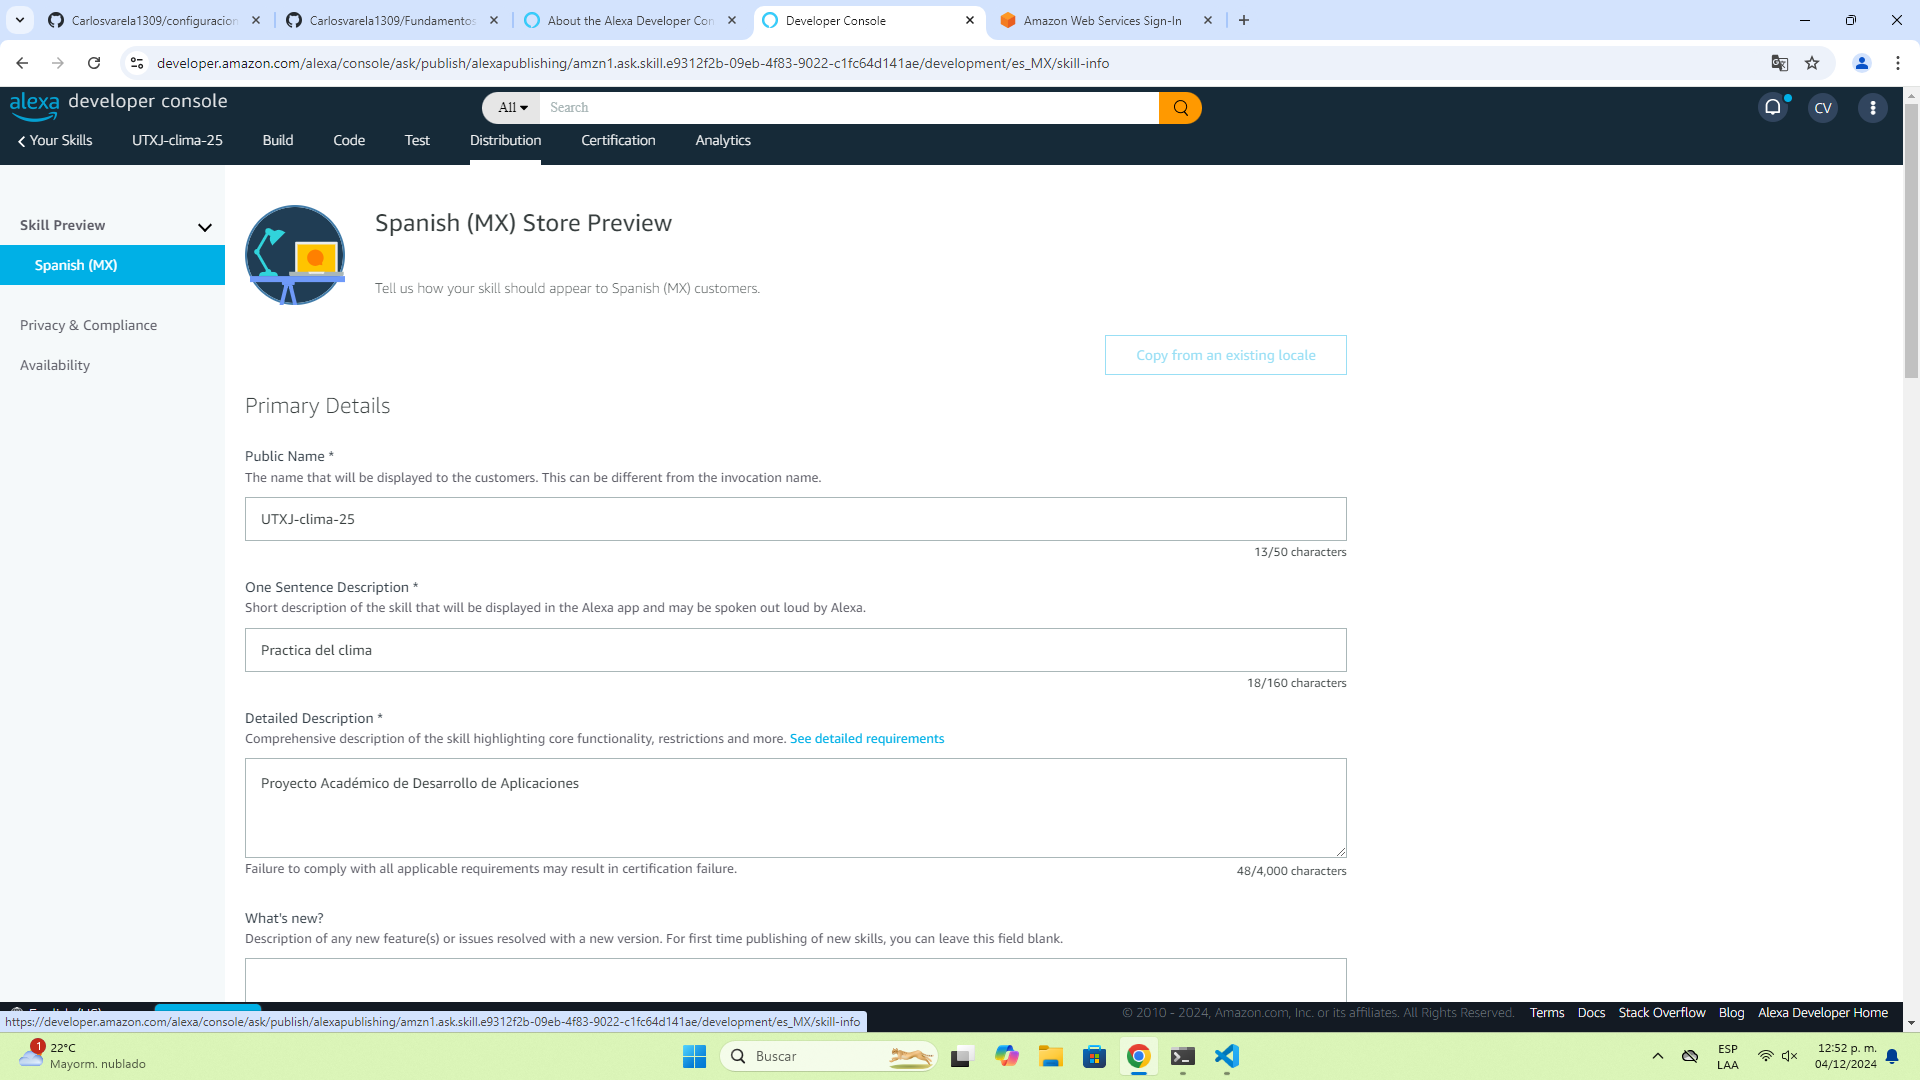 Carlosvarela1309/configuracion
Carlosvarela1309/Fundamentos
About the Alexa Developer Con
Developer Console
Amazon Web Services Sign-In
developer.amazon.com/alexa/console/ask/publish/alexapublishing/amzn1.ask.skill.e9312f2b-09eb-4f83-9022-c1fc64d141ae/development/es_MX/skill-info
alexa developer console
All
Search
CV
Your Skills
UTXJ-clima-25
Build
Code
Test
Distribution
Certification
Analytics
Skill Preview
Spanish (MX)
Privacy & Compliance
Availability
Spanish (MX) Store Preview
Tell us how your skill should appear to Spanish (MX) customers.
Copy from an existing locale
Primary Details
Public Name *
The name that will be displayed to the customers. This can be different from the invocation name.
UTXJ-clima-25
13/50 characters
One Sentence Description *
Short description of the skill that will be displayed in the Alexa app and may be spoken out loud by Alexa.
Practica del clima
18/160 characters
Detailed Description *
Comprehensive description of the skill highlighting core functionality, restrictions and more. See detailed requirements
Proyecto Académico de Desarrollo de Aplicaciones
Failure to comply with all applicable requirements may result in certification failure.
48/4,000 characters
What's new?
Description of any new feature(s) or issues resolved with a new version. For first time publishing of new skills, you can leave this field blank.
English (US)
© 2010 - 2024, Amazon.com, Inc. or its affiliates. All Rights Reserved.
Terms
Docs
Stack Overflow
Blog
Alexa Developer Home
https://developer.amazon.com/alexa/console/ask/publish/alexapublishing/amzn1.ask.skill.e9312f2b-09eb-4f83-9022-c1fc64d141ae/development/es_MX/skill-info
1
22°C
Mayorm. nublado
Buscar
ESP
LAA
12:52 p. m.
04/12/2024